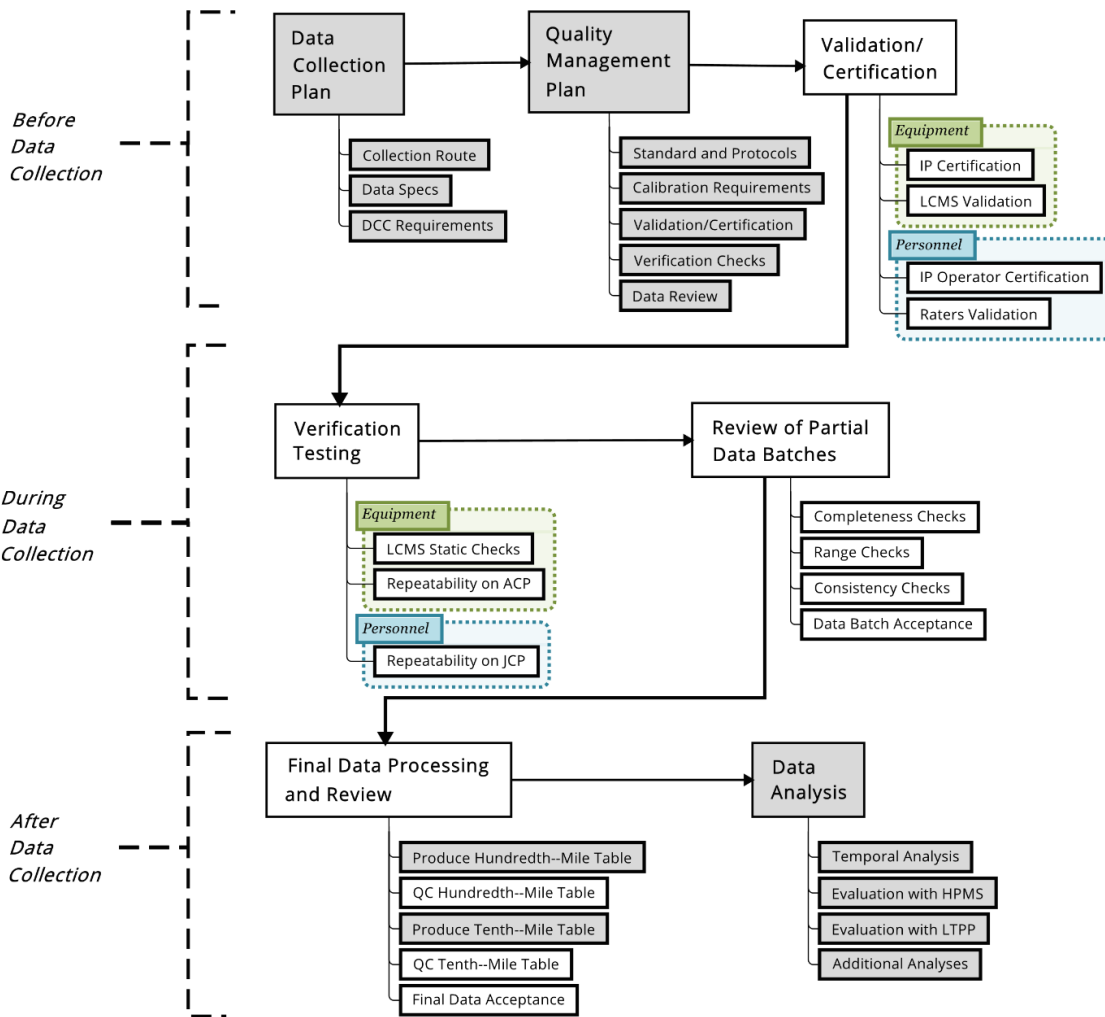 Before
Data
Collection
Data
Collection
Plan
Collection Route
Data Specs
DCC Requirements
Quality
Management
Plan
Standard and Protocols
Calibration Requirements
Validation/Certification
Verification Checks
Data Review
Validation/
Certification
Equipment
IP Certification
LCMS Validation
Personnel
IP Operator Certification
Raters Validation
During
Data
Collection
Verification
Testing
Equipment
LCMS Static Checks
Repeatability on ACP
Personnel
Repeatability on JCP
Review of Partial
Data Batches
Completeness Checks
Range Checks
Consistency Checks
Data Batch Acceptance
After
Data
Collection
Final Data Processing
and Review
Produce Hundredth--Mile Table
QC Hundredth--Mile Table
Produce Tenth--Mile Table
QC Tenth--Mile Table
Final Data Acceptance
Data
Analysis
Temporal Analysis
Evaluation with HPMS
Evaluation with LTPP
Additional Analyses